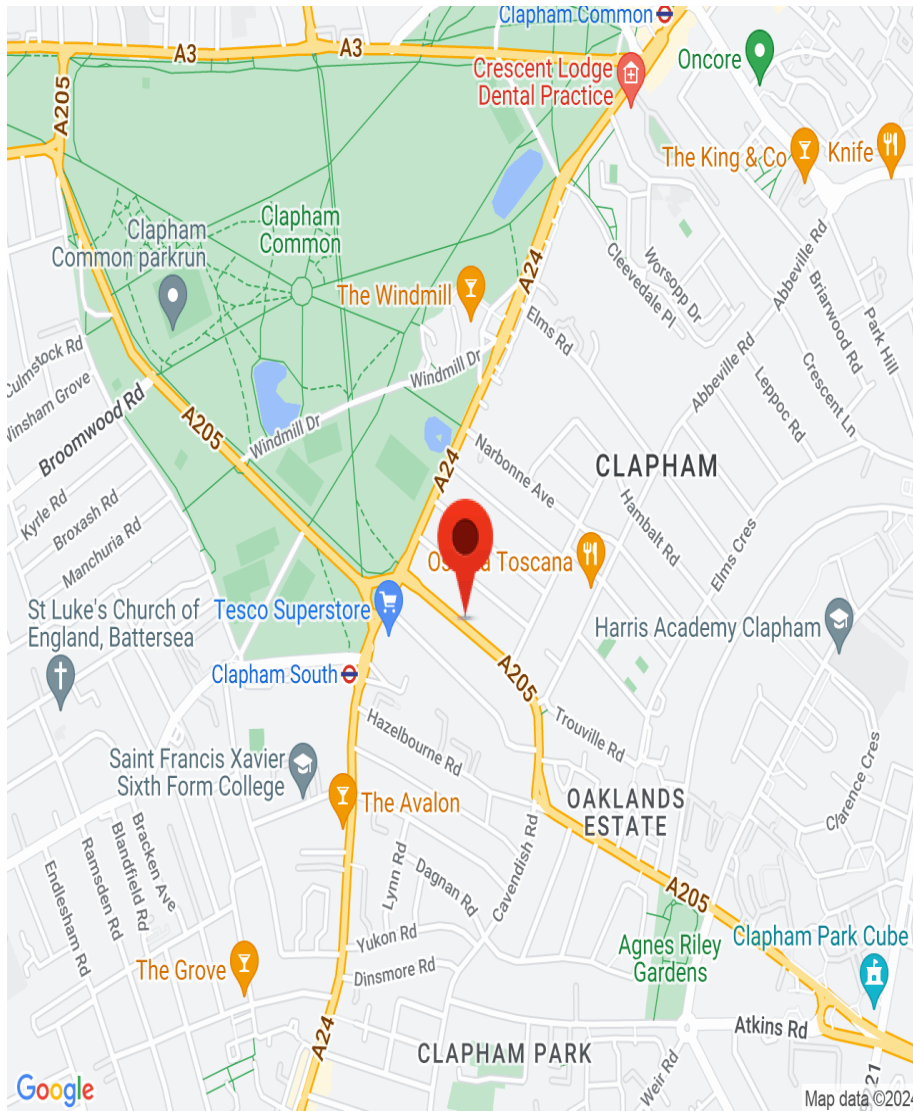 Clapham Common
A3
A3
Oncore
Crescent Lodge
Dental Practice
A205
The King & Co
Knife
Clapham
Common
Clapham
Common parkrun
Cleevedale Pl
Worsopp Dr
Abbeville Rd
A24
The Windmill
Briarwood Rd
Park Hill
Elms Rd
Windmill Dr
Abbeville Rd
Leppoc Rd
Crescent Ln
Culmstock Rd
Winsham Grove
Broomwood Rd
A205
Windmill Dr
A24
Narbonne Ave
CLAPHAM
Kyrle Rd
Broxash Rd
Manchuria Rd
Hambalt Rd
Elms Cres
Toscana
St Luke's Church of
England, Battersea
Tesco Superstore
Harris Academy Clapham
Clapham South
A205
Hazelbourne Rd
Trouville Rd
Saint Francis Xavier
Sixth Form College
The Avalon
OAKLANDS
ESTATE
Clarence Cres
Bracken Ave
Blandfield Rd
Ramsden Rd
Endlesham Rd
Lynn Rd
Dagnan Rd
Cavendish Rd
A205
Yukon Rd
Agnes Riley
Gardens
Clapham Park Cube
The Grove
Dinsmore Rd
A24
Atkins Rd
CLAPHAM PARK
Weir Rd
Google
Map data ©2024